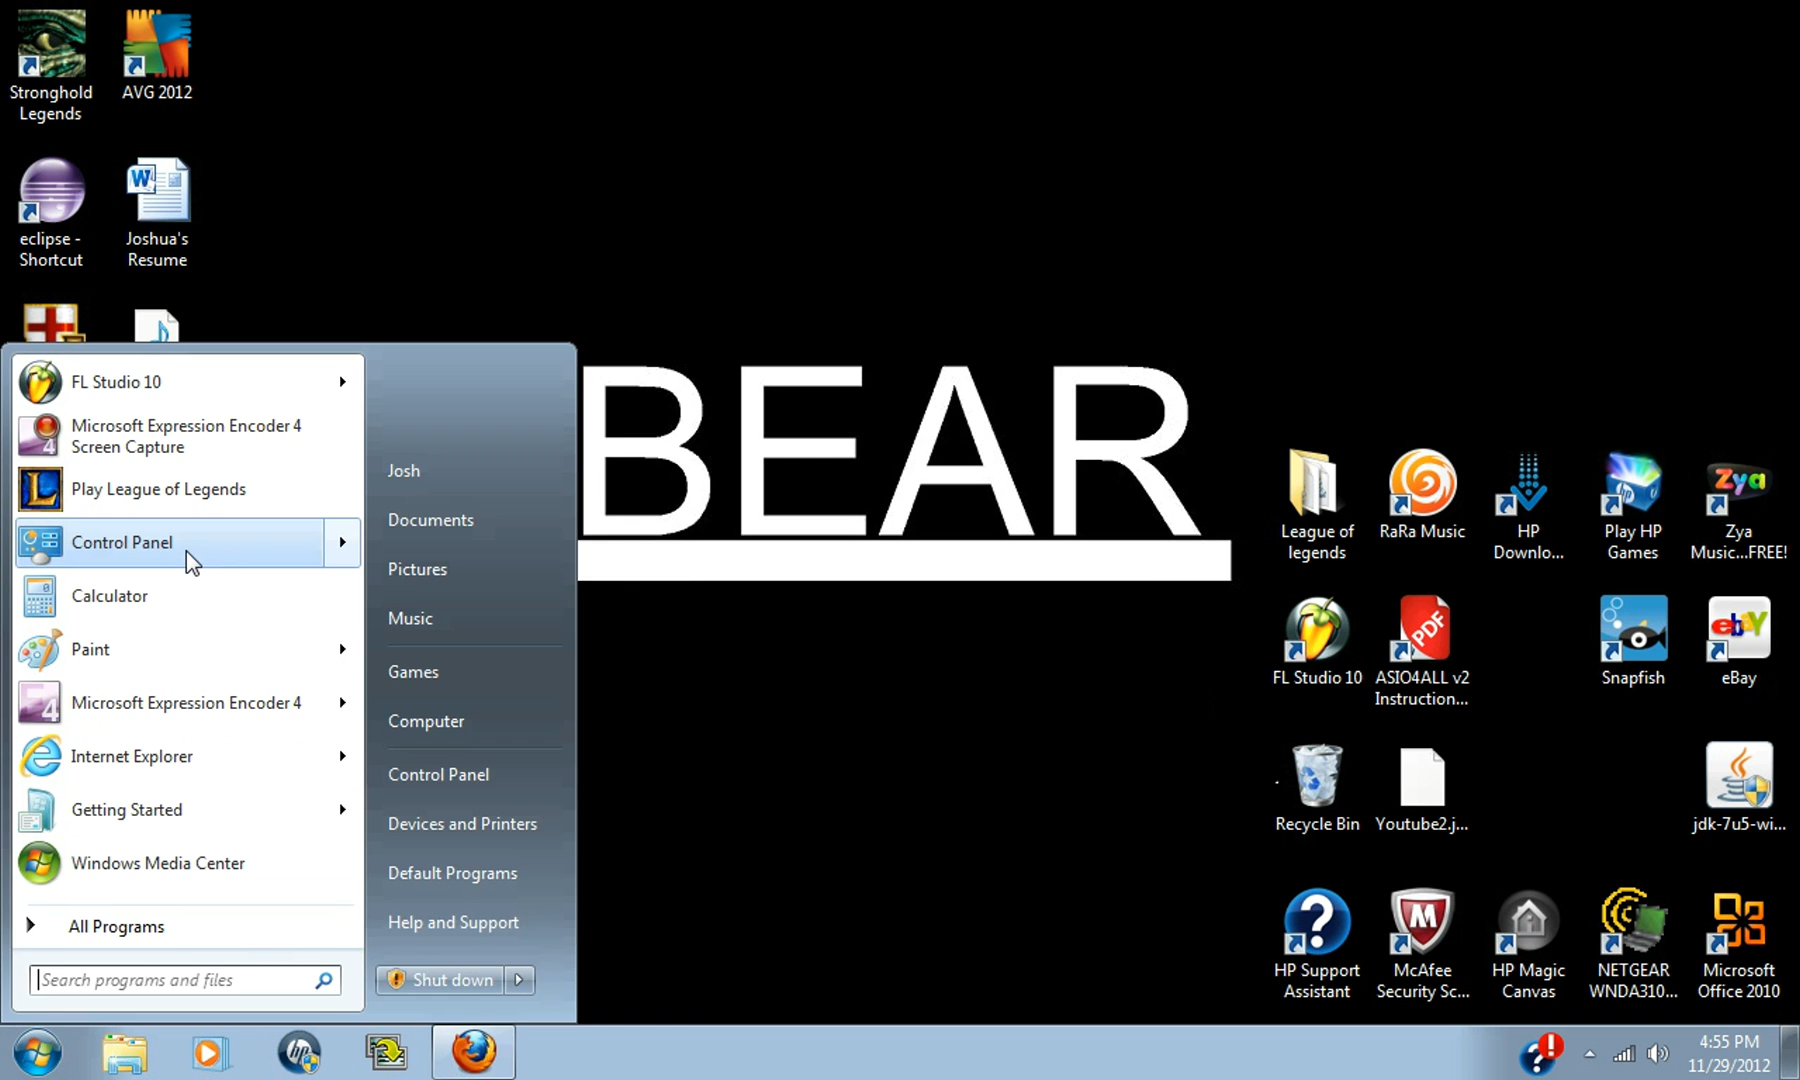 Stronghold
Legends
AVG 2012
eclipse -
Shortcut
Joshua's
Resume
FL Studio 10
Microsoft Expression Encoder 4
Screen Capture
Play League of Legends
Control Panel
Calculator
Paint
Microsoft Expression Encoder 4
Internet Explorer
Getting Started
Windows Media Center
All Programs
Search programs and files
Josh
Documents
Pictures
Music
Games
Computer
Control Panel
Devices and Printers
Default Programs
Help and Support
Shut down
BEAR
League of
legends
RaRa Music
HP
Downlo...
Play HP
Games
Zya
Zya
Music...FREE!
FL Studio 10
PDF
ASIO4ALL v2
Instruction...
Snapfish
ebY
eBay
Recycle Bin
Youtube2.j...
jdk-7u5-wi...
HP Support
Assistant
McAfee
Security Sc...
HP Magic
Canvas
NETGEAR
WNDA310...
Microsoft
Office 2010
hp
4:55 PM
11/29/2012